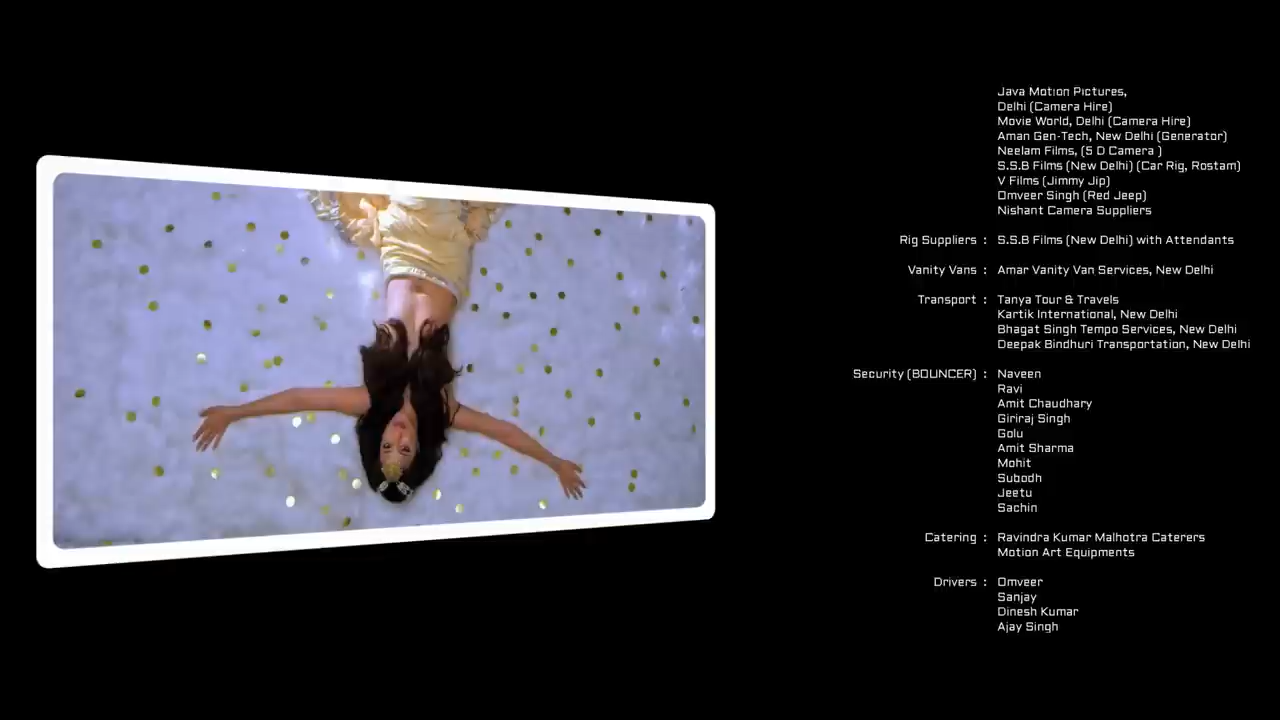 Java Motion Pictures,
Delhi (Camera Hire)
Movie World, Delhi (Camera Hire)
Aman Gen-Tech, New Delhi (Generator)
Neelam Films, (5 D Camera )
S.S.B Films (New Delhi) (Car Rig, Rostam)
V Films (Jimmy Jip)
Omveer Singh (Red Jeep)
Nishant Camera Suppliers
Rig Suppliers : S.S.B Films (New Delhi) with Attendants
Vanity Vans : Amar Vanity Van Services, New Delhi
Transport : Tanya Tour & Travels
Kartik International, New Delhi
Bhagat Singh Tempo Services, New Delhi
Deepak Bindhuri Transportation, New Delhi
Security (BOUNCER) : Naveen
Ravi
Amit Chaudhary
Giriraj Singh
Golu
Amit Sharma
Mohit
Subodh
Jeetu
Sachin
Catering : Ravindra Kumar Malhotra Caterers
Motion Art Equipments
Drivers : Omveer
Sanjay
Dinesh Kumar
Ajay Singh